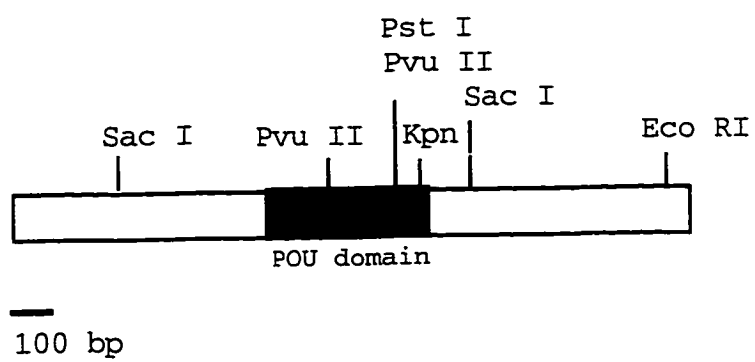 Pst I
Pvu II
Sac I
Sac I
Pvu II
Kpn
Eco RI
POU domain
100 bp